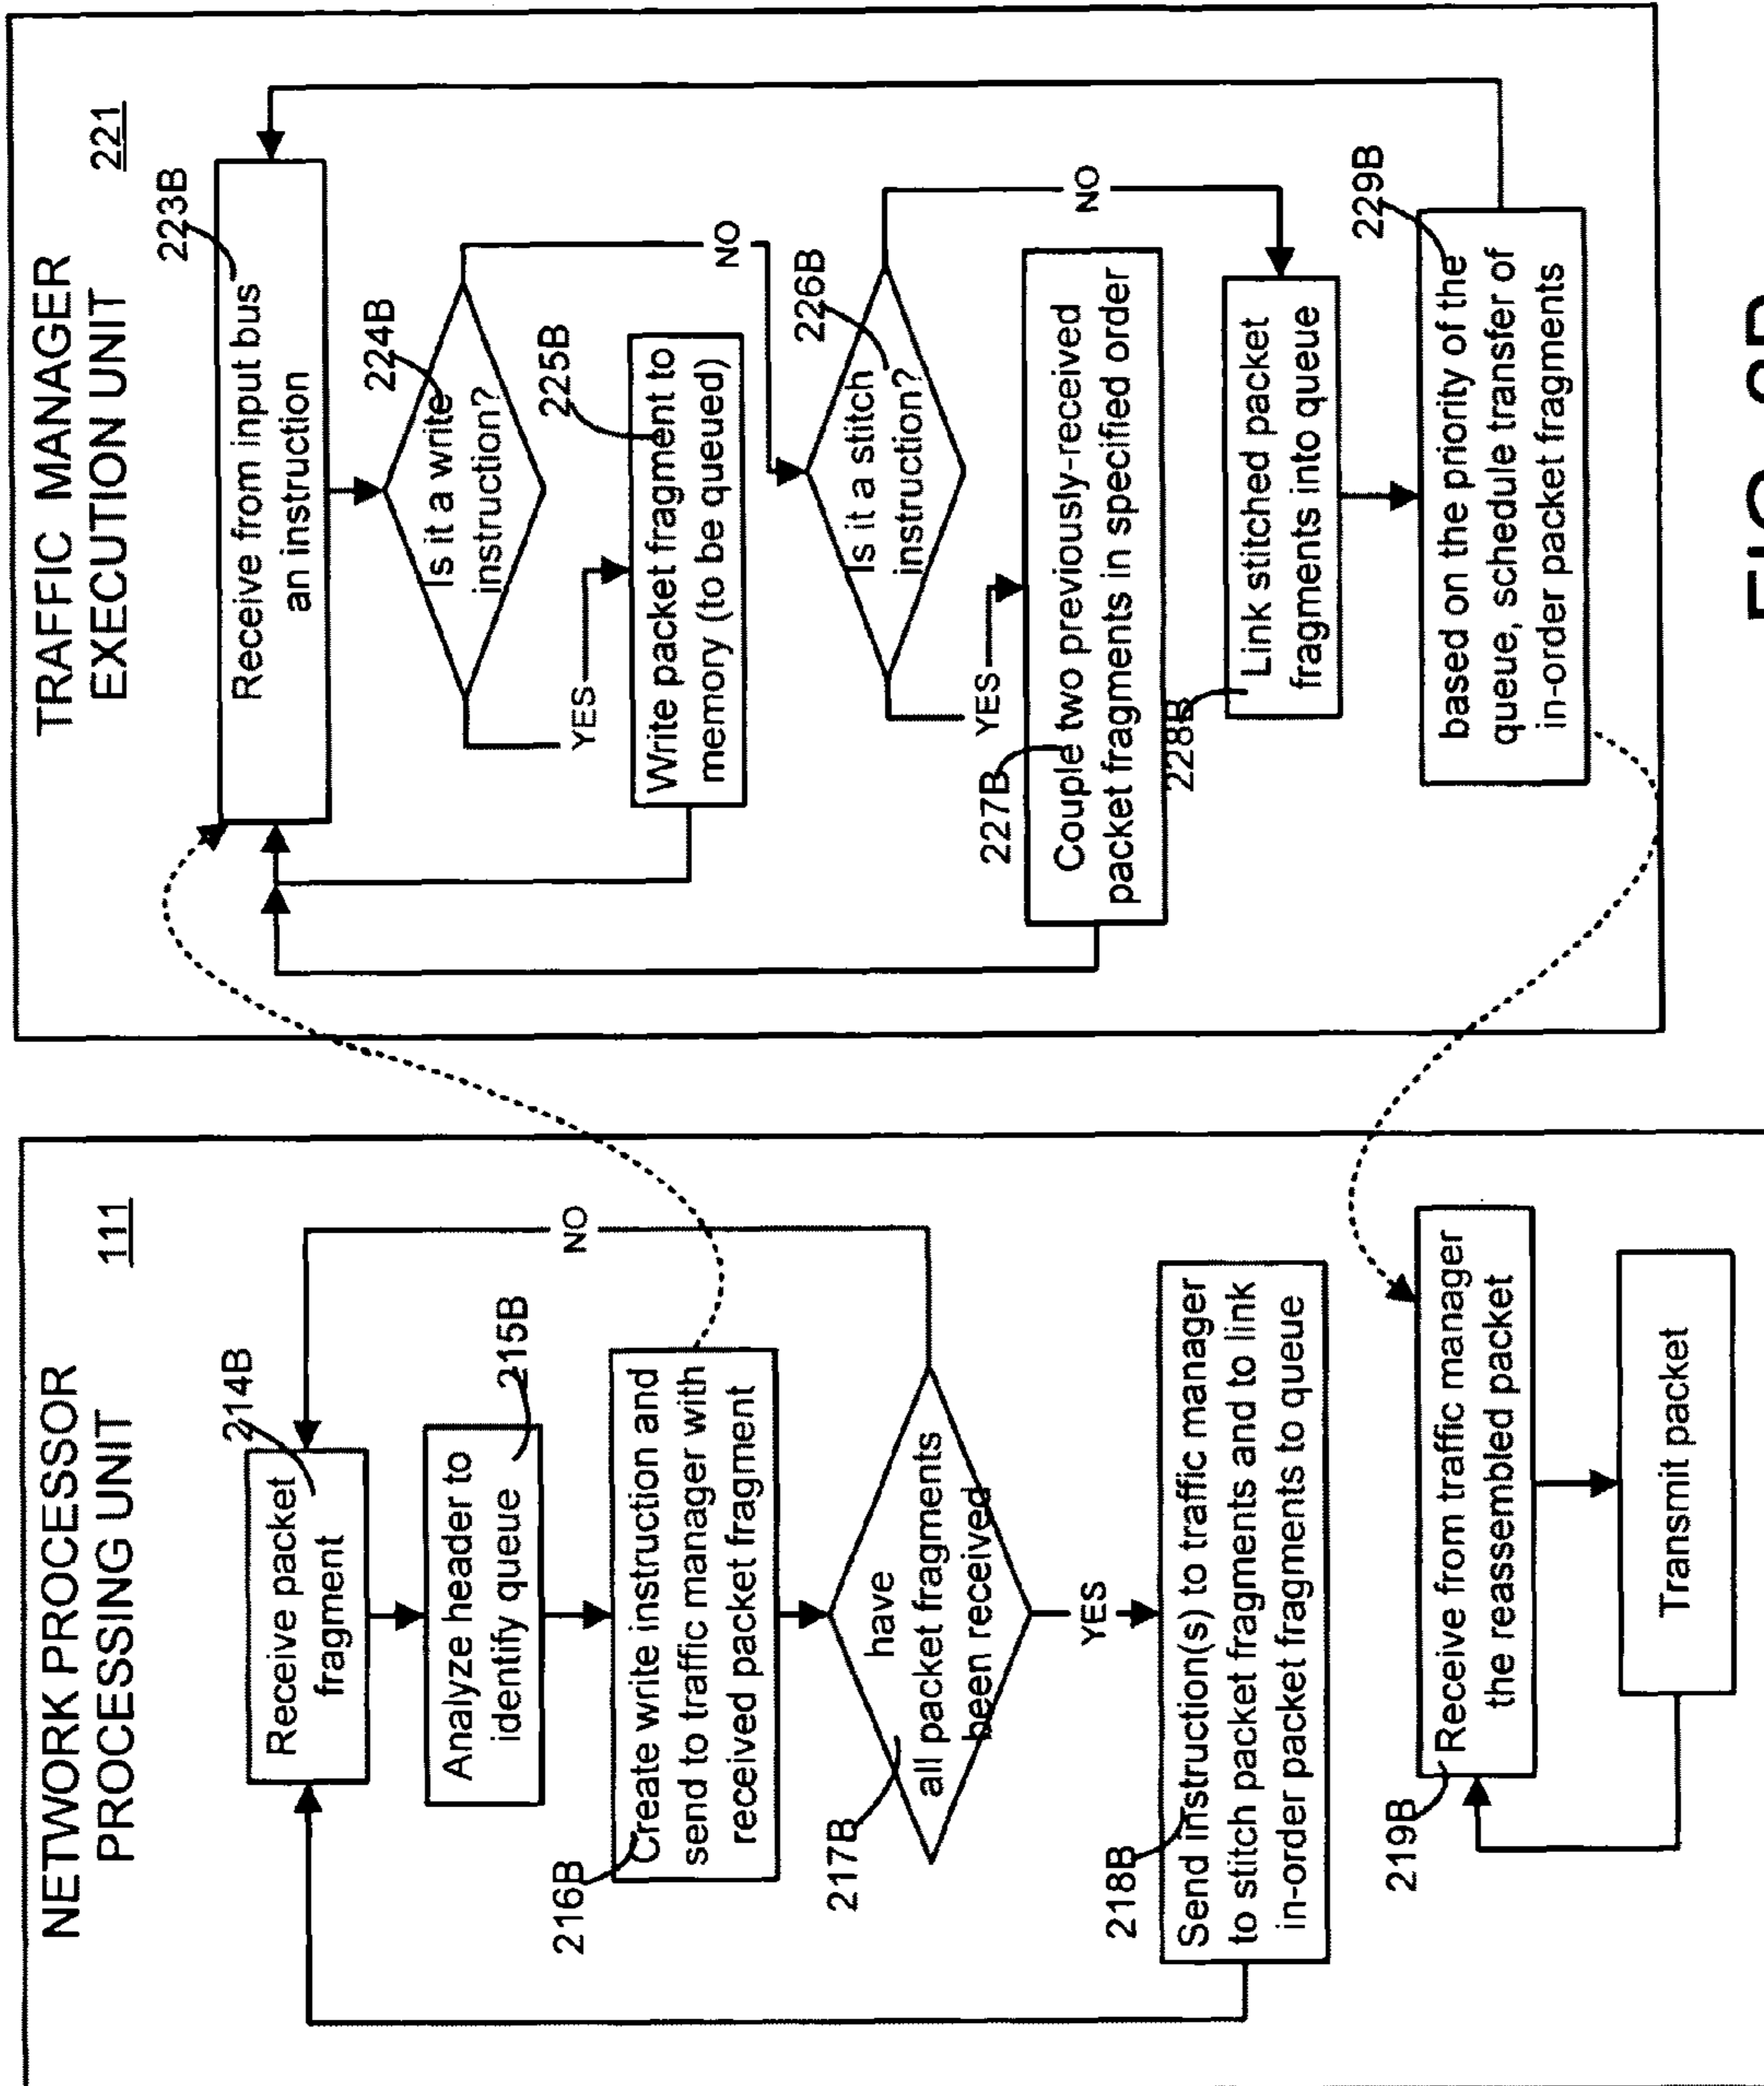 NETWORK PROCESSOR
PROCESSING UNIT
111
214B
Receive packet
fragment
NO
Analyze header to
identify queue
215B
216B
Create write instruction and
send to traffic manager with
received packet fragment
217B
have
all packet fragments
been received
YES
218B
Send instruction(s) to traffic manager
to stitch packet fragments and to link
in-order packet fragments to queue
219B
Receive from traffic manager
the reassembled packet
Transmit packet
TRAFFIC MANAGER
EXECUTION UNIT
221
223B
Receive from input bus
an instruction
224B
Is it a write
instruction?
YES
NO
225B
Write packet fragment to
memory (to be queued)
226B
Is it a stitch
instruction?
YES
NO
227B
Couple two previously-received
packet fragments in specified order
228B
Link stitched packet
fragments into queue
229B
based on the priority of the
queue, schedule transfer of
in-order packet fragments